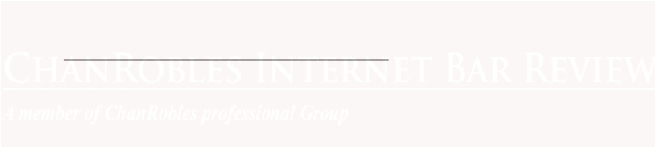 ChanRobles Internet Bar Review
A member of ChanRobles professional Group